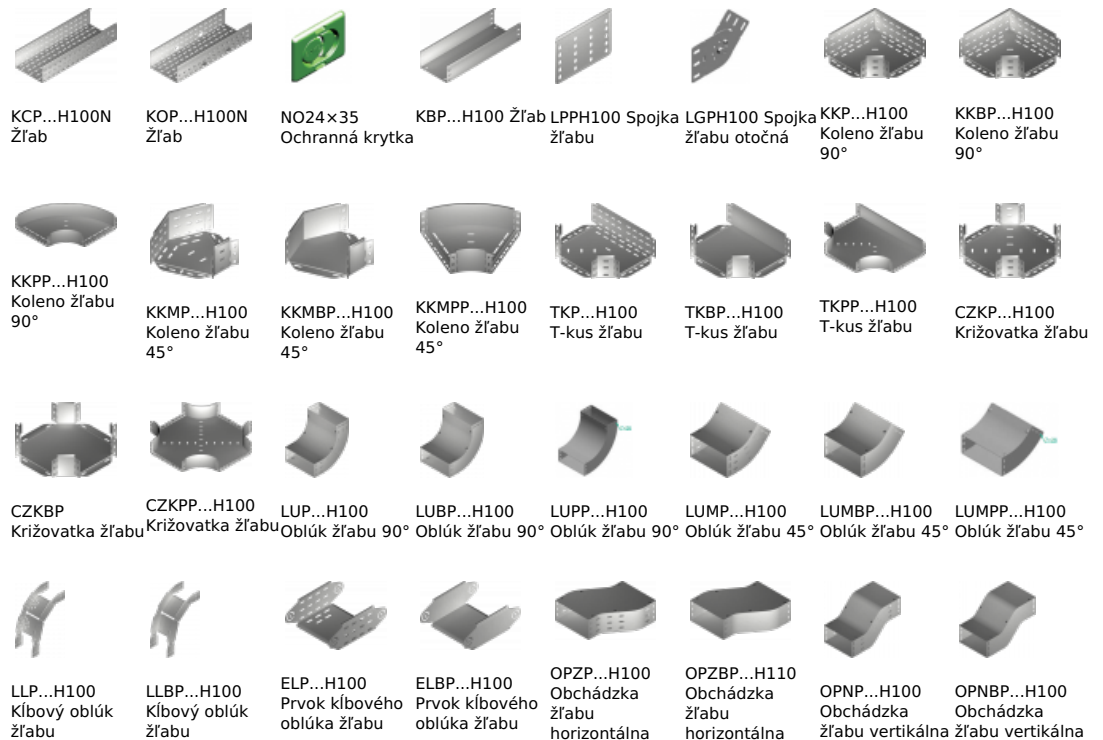 KCP...H100N
Žľab
KOP...H100N
Žľab
NO24×35
Ochranná krytka
KBP...H100 Žľab
LPPH100 Spojka
žľabu
LGPH100 Spojka
žľabu otočná
KKP...H100
Koleno žľabu
90°
KKBP...H100
Koleno žľabu
90°
KKPP...H100
Koleno žľabu
90°
KKMP...H100
Koleno žľabu
45°
KKMBP...H100
Koleno žľabu
45°
KKMPP...H100
Koleno žľabu
45°
TKP...H100
T-kus žľabu
TKBP...H100
T-kus žľabu
TKPP...H100
T-kus žľabu
CZKP...H100
Križovatka žľabu
CZKBP
Križovatka žľabu
CZKPP...H100
Križovatka žľabu
LUP...H100
Oblúk žľabu 90°
LUBP...H100
Oblúk žľabu 90°
LUPP...H100
Oblúk žľabu 90°
LUMP...H100
Oblúk žľabu 45°
LUMBP...H100
Oblúk žľabu 45°
LUMPP...H100
Oblúk žľabu 45°
LLP...H100
Kĺbový oblúk
žľabu
LLBP...H100
Kĺbový oblúk
žľabu
ELP...H100
Prvok kĺbového
oblúka žľabu
ELBP...H100
Prvok kĺbového
oblúka žľabu
OPZP...H100
Obchádzka
žľabu
horizontálna
OPZBP...H110
Obchádzka
žľabu
horizontálna
OPNP...H100
Obchádzka
žľabu vertikálna
OPNBP...H100
Obchádzka
žľabu vertikálna